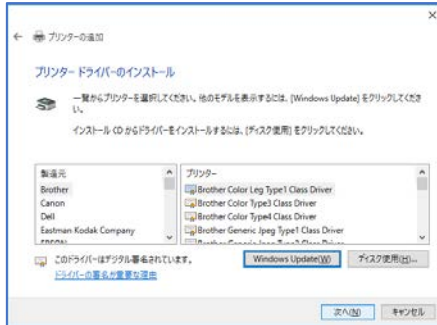 プリンターの追加
プリンター ドライバーのインストール
一覧からプリンターを選択してください。他のモデルを表示するには、[Windows Update] をクリックしてくださ
い。
インストール CD からドライバーをインストールするには、[ディスク使用] をクリックしてください。
製造元
Brother
Canon
Dell
Eastman Kodak Company
EPSON
プリンター
Brother Color Leg Type1 Class Driver
Brother Color Type3 Class Driver
Brother Color Type4 Class Driver
Brother Generic Jpeg Type1 Class Driver
Brother Generic Jpeg Type2 Class Driver
このドライバーはデジタル署名されています。
ドライバーの署名が重要な理由
Windows Update(W)
ディスク使用(H)...
次へ(N)
キャンセル